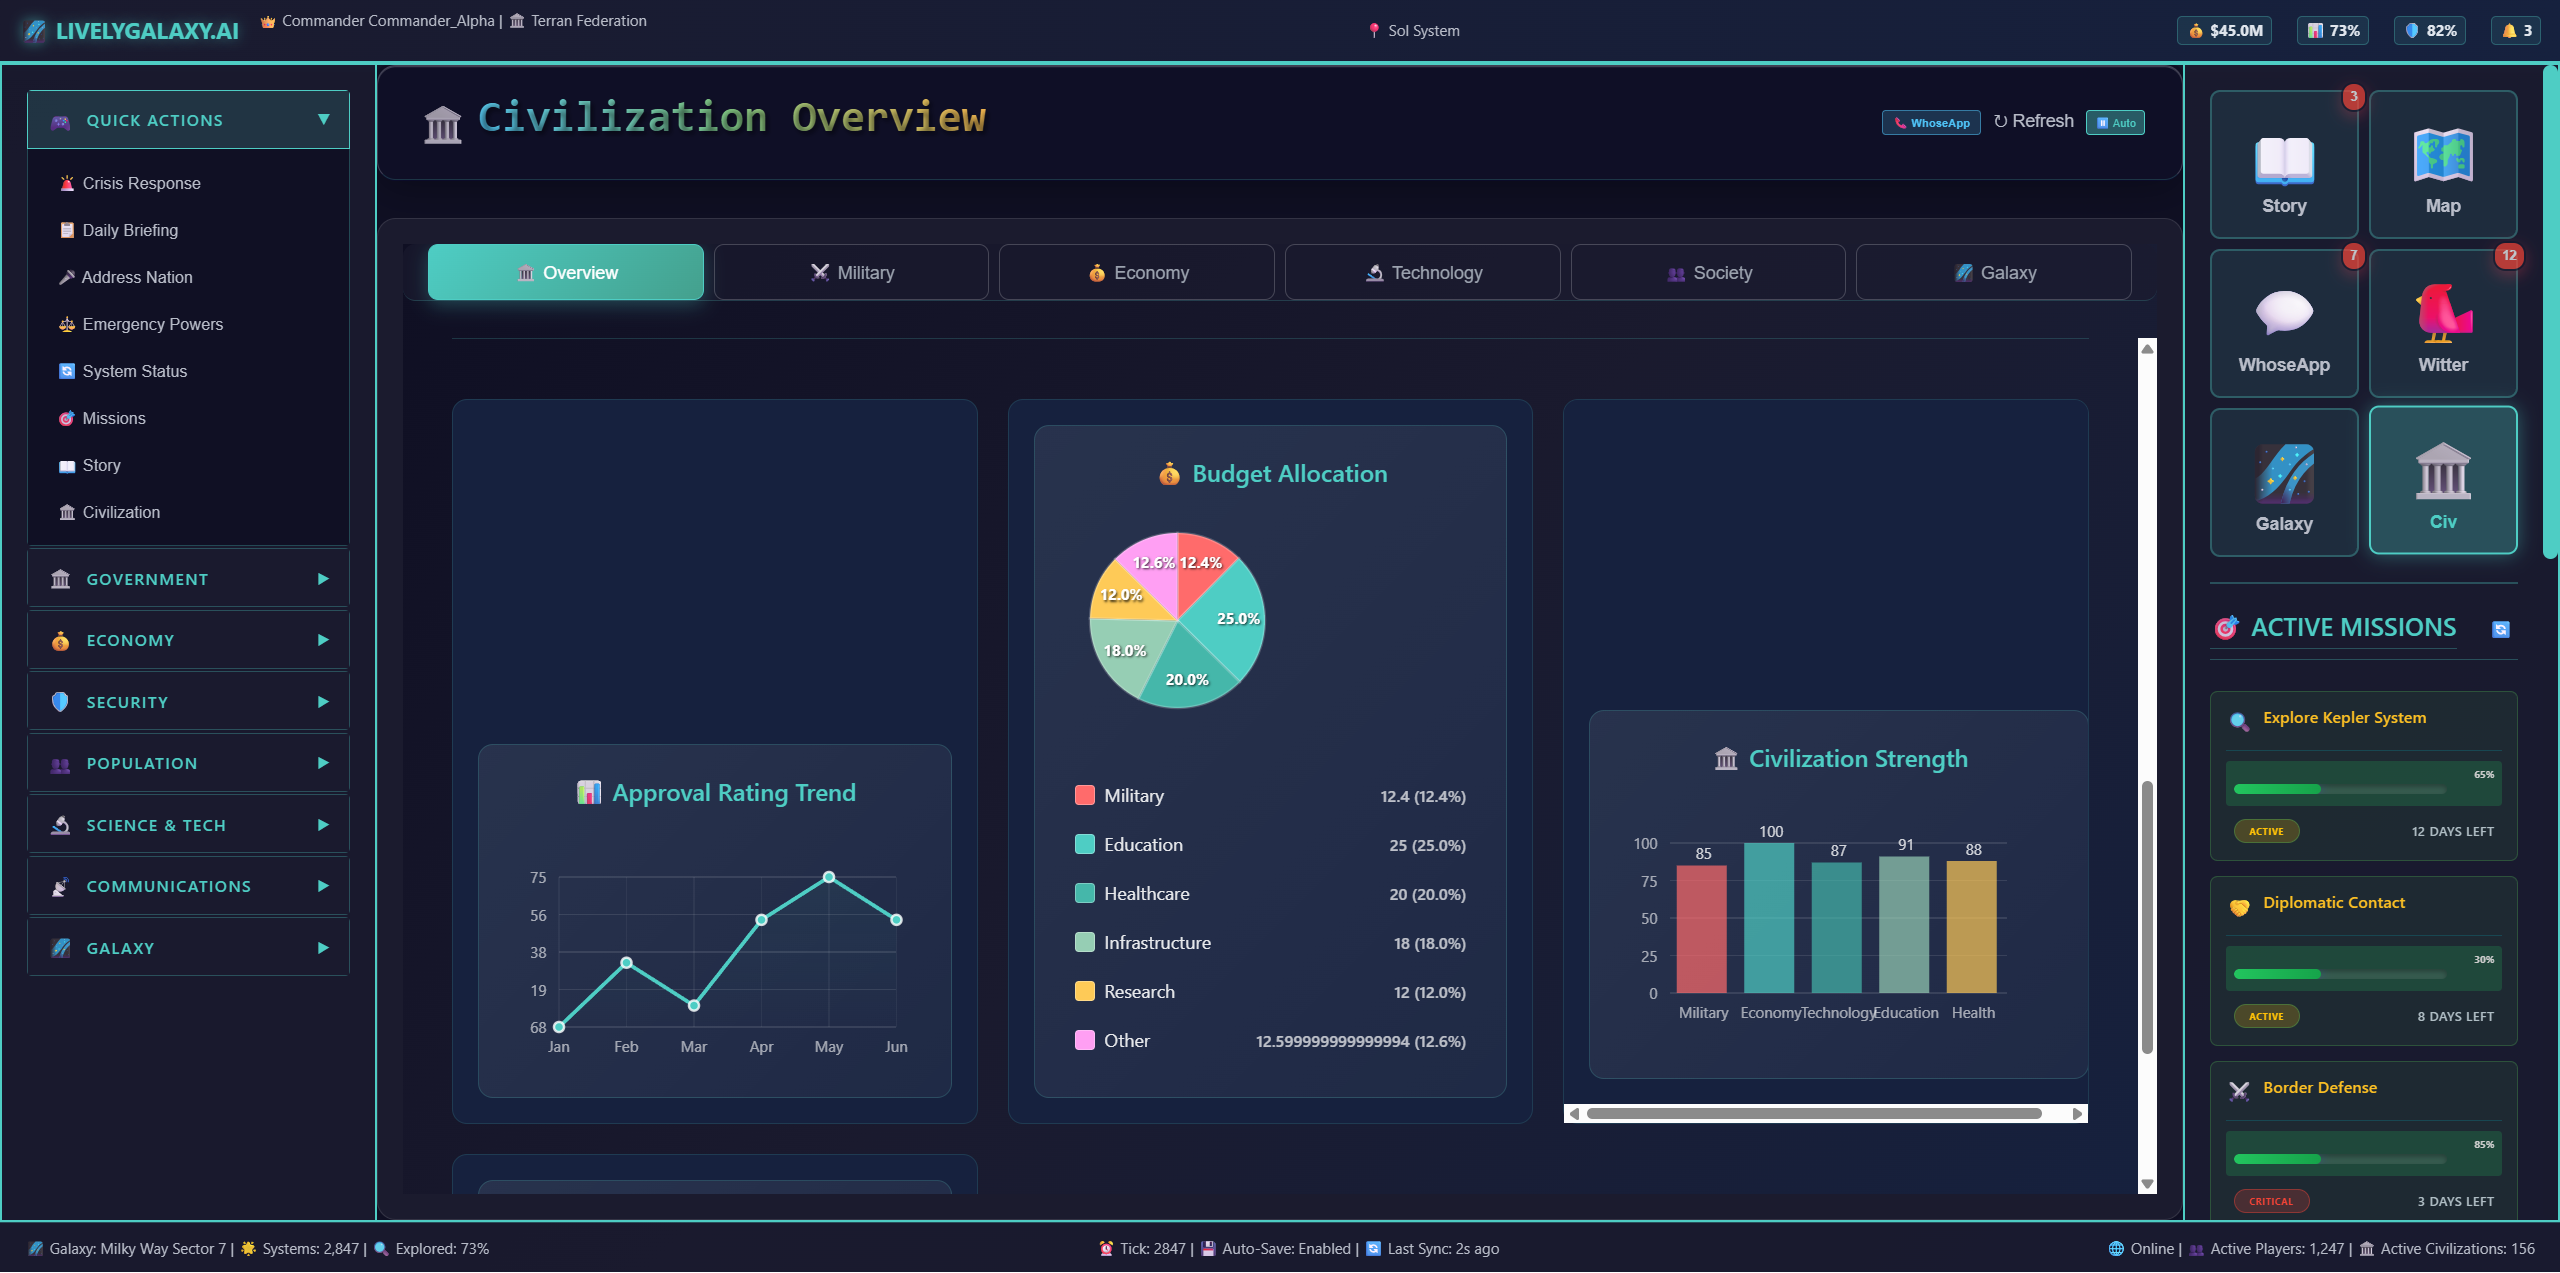 LIVELYGALAXY.AI
Commander Commander_Alpha | Terran Federation
Sol System
$45.0M
73%
82%
3
QUICK ACTIONS
Crisis Response
Daily Briefing
Address Nation
Emergency Powers
System Status
Missions
Story
Civilization
GOVERNMENT
ECONOMY
SECURITY
POPULATION
SCIENCE & TECH
COMMUNICATIONS
GALAXY
Civilization Overview
WhoseApp
↻ Refresh
Auto
Overview
Military
Economy
Technology
Society
Galaxy
Approval Rating Trend
75
56
38
19
68
Jan Feb Mar Apr May Jun
Budget Allocation
12.6% 12.4%
12.0%
25.0%
18.0%
20.0%
Military 12.4 (12.4%)
Education 25 (25.0%)
Healthcare 20 (20.0%)
Infrastructure 18 (18.0%)
Research 12 (12.0%)
Other 12.599999999999994 (12.6%)
Civilization Strength
100
75
50
25
0
85 100 87 91 88
Military Economy Technology Education Health
3
Story
Map
7
WhoseApp
12
Witter
Galaxy
Civ
ACTIVE MISSIONS
Explore Kepler System
65%
ACTIVE 12 DAYS LEFT
Diplomatic Contact
30%
ACTIVE 8 DAYS LEFT
Border Defense
85%
CRITICAL 3 DAYS LEFT
Galaxy: Milky Way Sector 7 | Systems: 2,847 | Explored: 73%
Tick: 2847 | Auto-Save: Enabled | Last Sync: 2s ago
Online | Active Players: 1,247 | Active Civilizations: 156